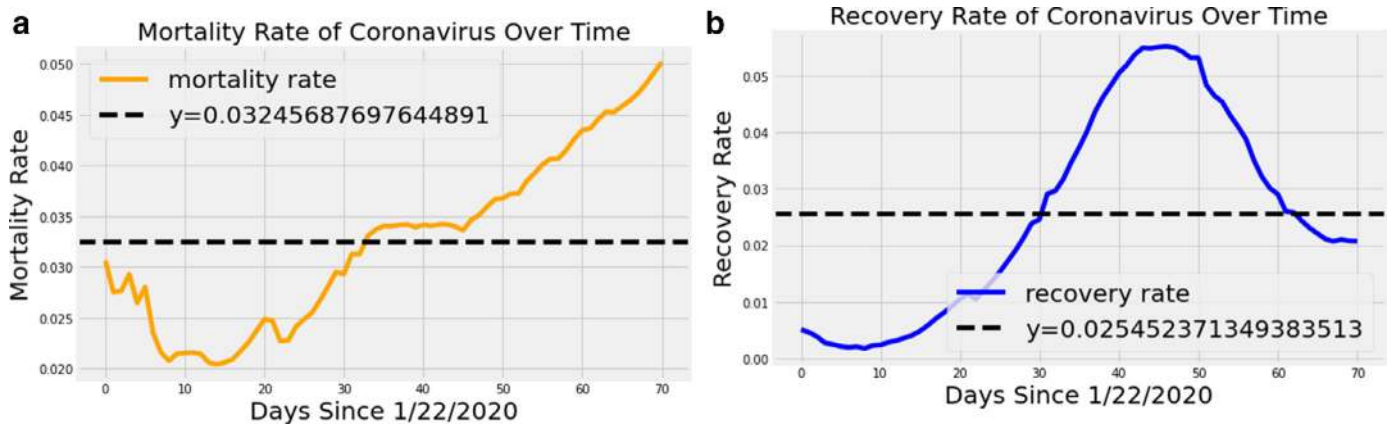 a
Mortality Rate of Coronavirus Over Time
0.050
0.045
0.040
0.035
0.030
0.025
0.020
Mortality Rate
mortality rate
y=0.03245687697644891
0 10 20 30 40 50 60 70
Days Since 1/22/2020
b
Recovery Rate of Coronavirus Over Time
0.05
0.04
0.03
0.02
0.01
0.00
Recovery Rate
recovery rate
y=0.025452371349383513
0 10 20 30 40 50 60 70
Days Since 1/22/2020